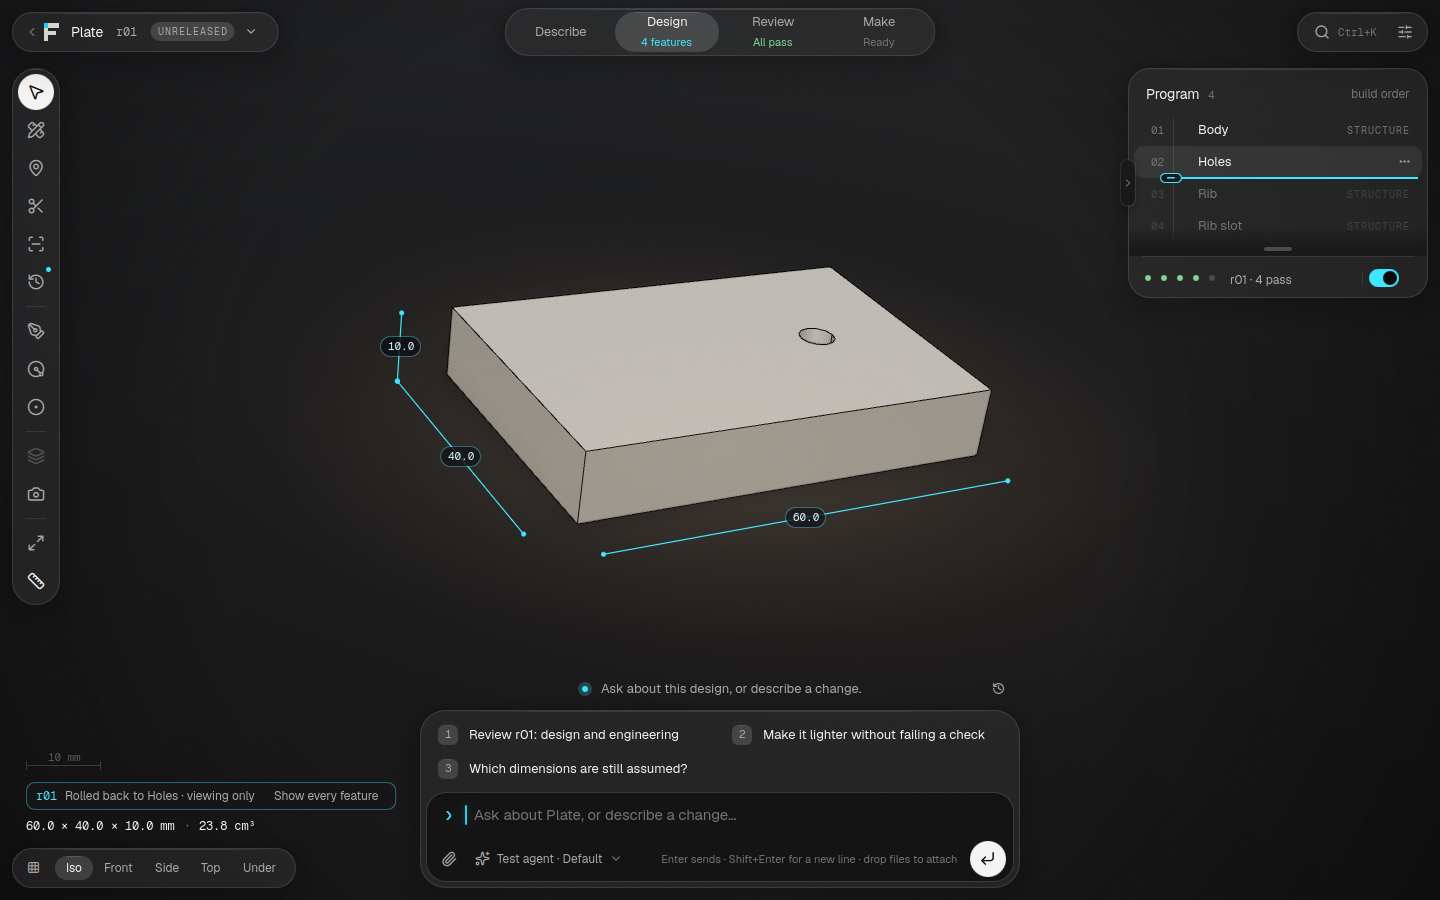 Plate r01 UNRELEASED
Describe
Design
4 features
Review
All pass
Make
Ready
Ctrl+K
Program 4 build order
01 Body STRUCTURE
02 Holes ···
03 Rib STRUCTURE
04 Rib slot STRUCTURE
r01 · 4 pass
10.0
40.0
60.0
Ask about this design, or describe a change.
1 Review r01: design and engineering
2 Make it lighter without failing a check
3 Which dimensions are still assumed?
Ask about Plate, or describe a change...
Test agent · Default
Enter sends · Shift+Enter for a new line · drop files to attach
10 mm
r01 Rolled back to Holes · viewing only Show every feature
60.0 × 40.0 × 10.0 mm · 23.8 cm³
Iso Front Side Top Under